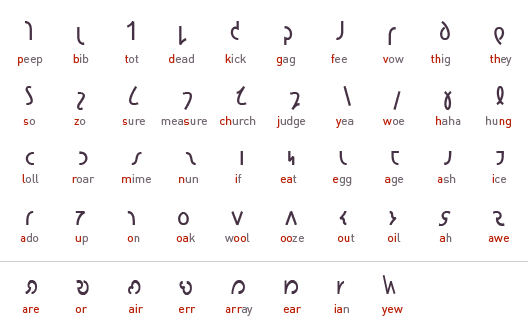 𐑐 𐑚 𐑑 𐑛 𐑒 𐑜 𐑓 𐑝 𐑔 𐑞
peep bib tot dead kick gag fee vow thig they
𐑕 𐑟 𐑖 𐑠 𐑗 𐑡 𐑘 𐑢 𐑣 𐑙
so zo sure measure church judge yea woe haha hung
𐑤 𐑮 𐑥 𐑯 𐑦 𐑰 𐑧 𐑱 𐑨 𐑲
loll roar mime nun if eat egg age ash ice
𐑩 𐑳 𐑪 𐑴 𐑫 𐑵 𐑬 𐑶 𐑭 𐑷
ado up on oak wool ooze out oil ah awe
𐑸 𐑹 𐑺 𐑻 𐑼 𐑽 𐑾 𐑿
are or air err array ear ian yew